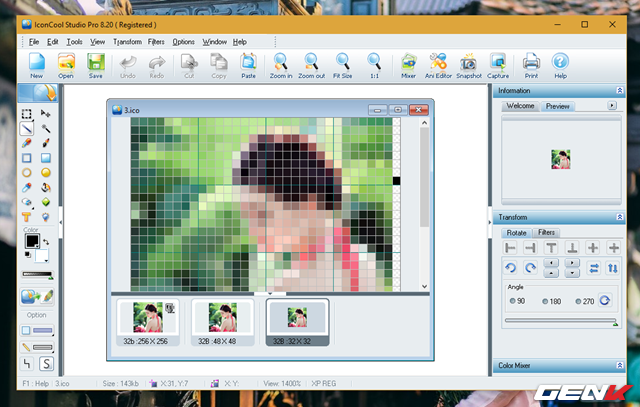 IconCool Studio Pro 8.20 ( Registered )
File Edit Tools View Transform Filters Options Window Help
New Open Save Undo Redo Cut Copy Paste Zoom in Zoom out Fit Size 1:1 Mixer Ani Editor Snapshot Capture Print Help
3.ico
Color
Option
32b :256 X 256
32B :48 X 48
32B :32 X 32
Information
Welcome Preview
Transform
Rotate Filters
Angle
90 180 270
Color Mixer
F1 : Help 3.ico Size : 143kb X:31, Y:7 X: Y: View: 1400% XP REG
GENK